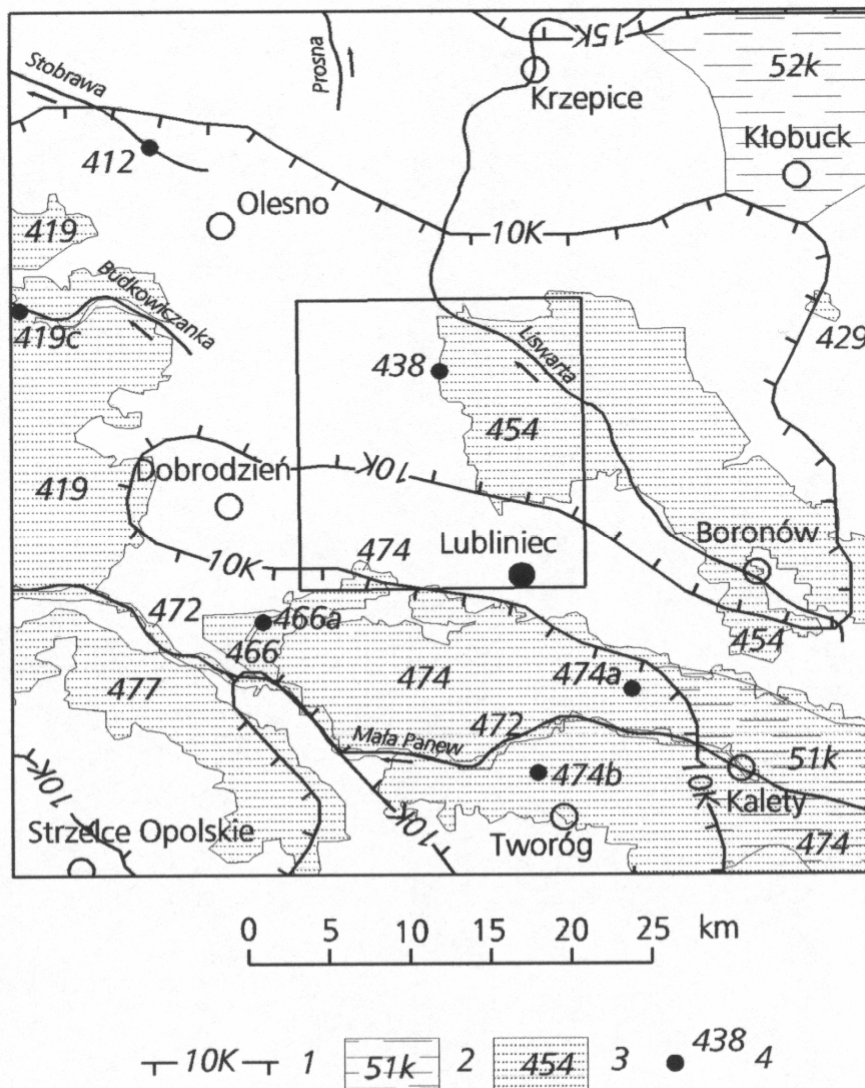 15K
52k
Stobrawa
Prosna
Krzepice
Kłobuck
412
Olesno
10K
419
Budkowiczanka
419c
429
Liswarta
438
454
10K
Dobrodzień
419
474
Lubliniec
Boronów
10K
472
466a
454
466
474
474a
477
472
Mała Panew
51k
474b
10K
Kalety
10K
10K
Strzelce Opolskie
Tworóg
474
0 5 10 15 20 25 km
10K 1 51k 2 454 3 438 4